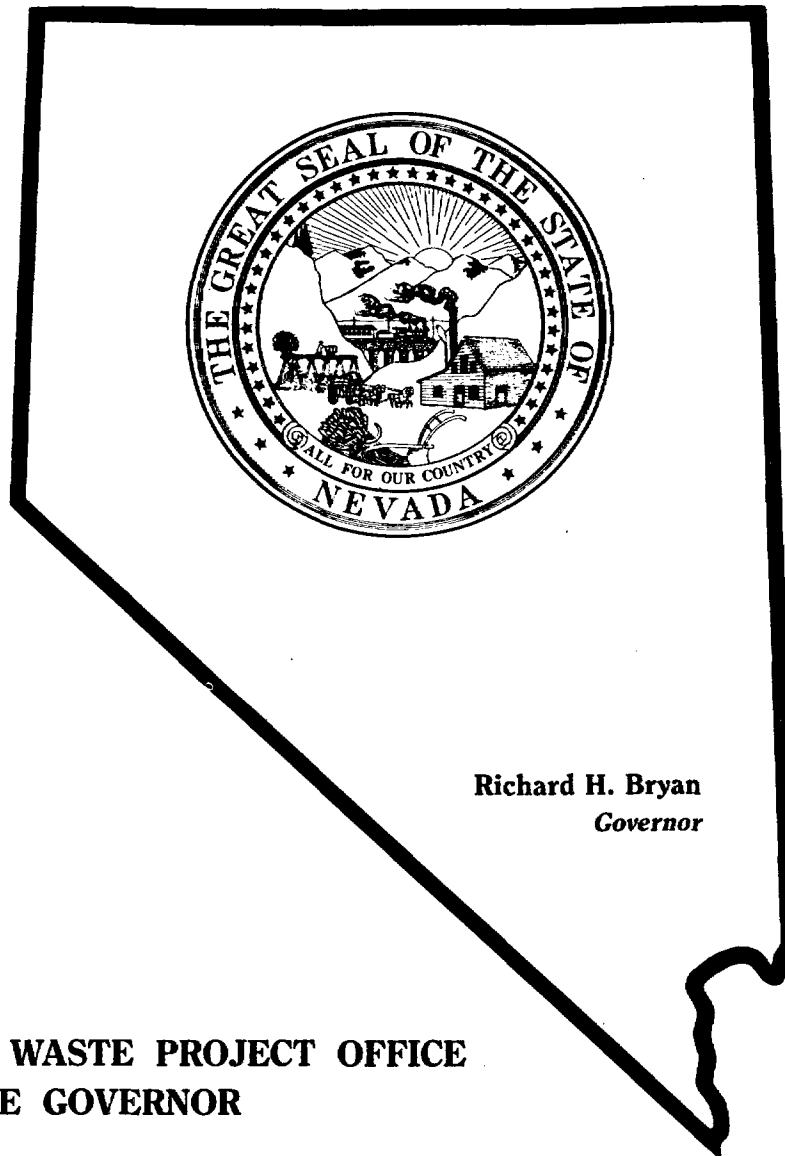 THE GREAT SEAL OF THE STATE OF
NEVADA
ALL FOR OUR COUNTRY
Richard H. Bryan
Governor
WASTE PROJECT OFFICE
E GOVERNOR